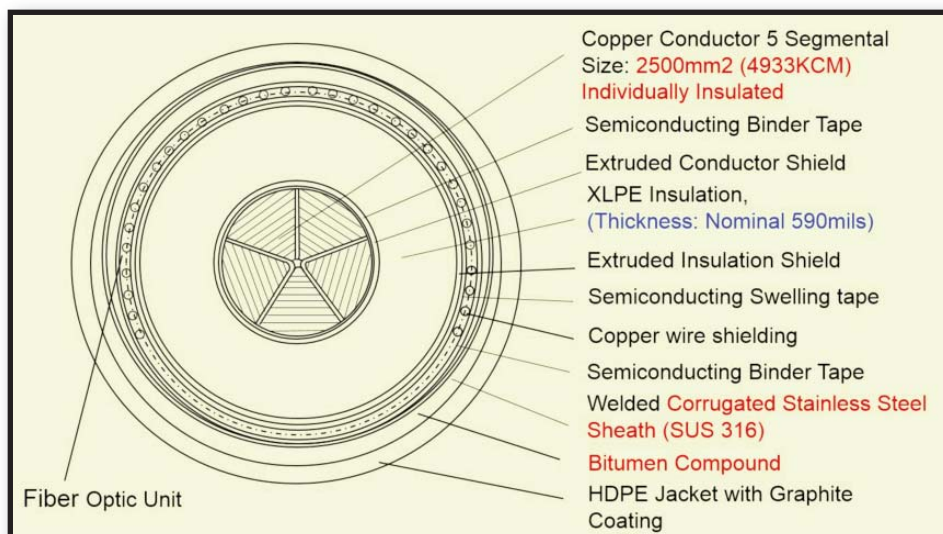 Copper Conductor 5 Segmental
Size: 2500mm2 (4933KCM)
Individually Insulated
Semiconducting Binder Tape
Extruded Conductor Shield
XLPE Insulation,
(Thickness: Nominal 590mils)
Extruded Insulation Shield
Semiconducting Swelling tape
Copper wire shielding
Semiconducting Binder Tape
Welded Corrugated Stainless Steel
Sheath (SUS 316)
Bitumen Compound
HDPE Jacket with Graphite
Coating
Fiber Optic Unit